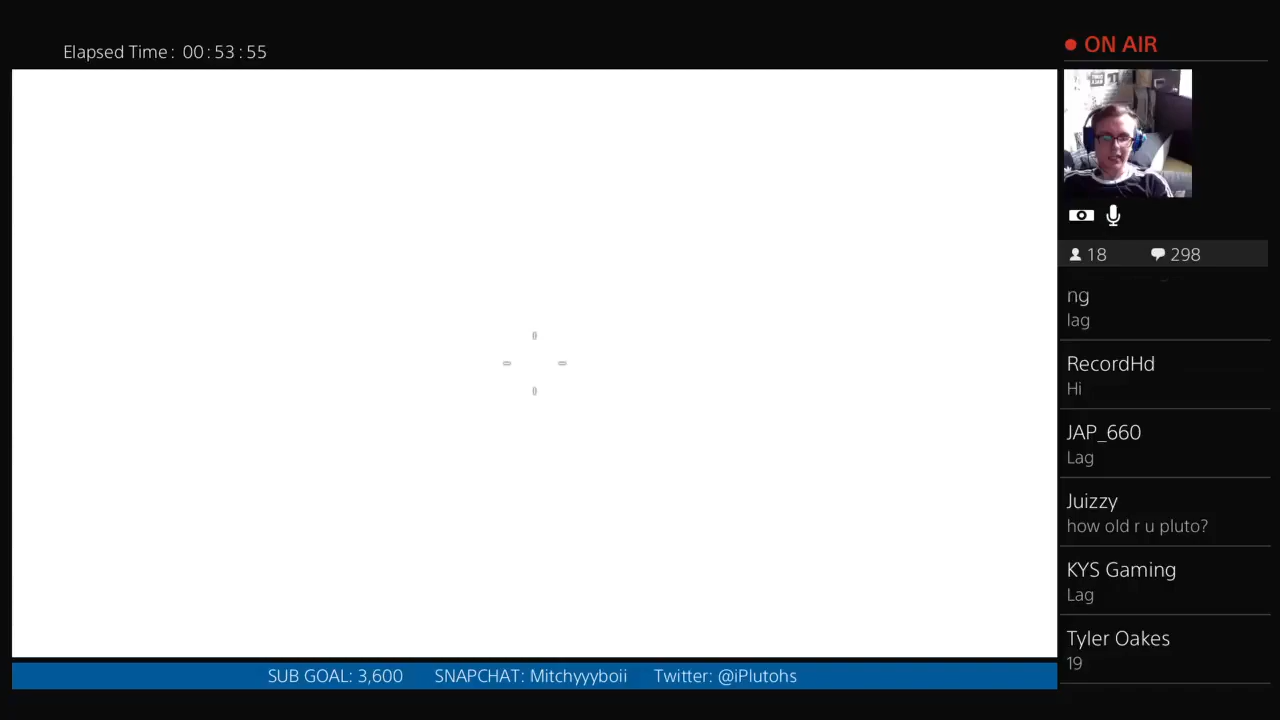 Elapsed Time: 00:53:55
ON AIR
18 298
ng
lag
RecordHd
Hi
JAP_660
Lag
Juizzy
how old r u pluto?
KYS Gaming
Lag
Tyler Oakes
19
SUB GOAL: 3,600 SNAPCHAT: Mitchyyyboii Twitter: @iPlutohs